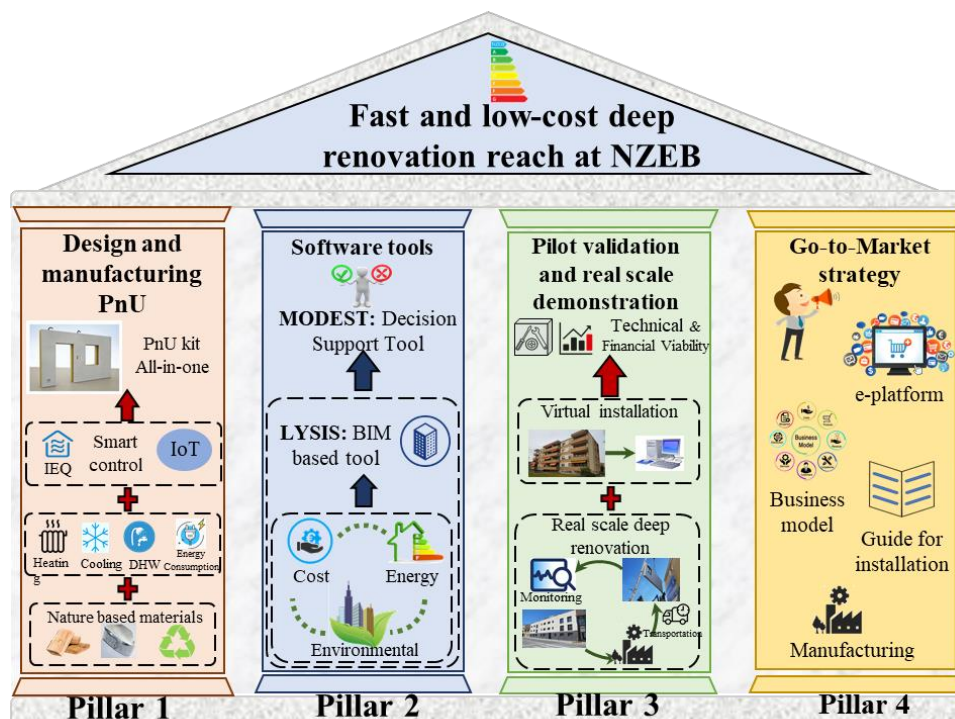 Fast and low-cost deep
renovation reach at NZEB
Design and
manufacturing
PnU
PnU kit
All-in-one
IEQ
Smart
control
IoT
Heatin
g
Cooling
DHW
Energy
Consumption
Nature based materials
Pillar 1
Software tools
MODEST: Decision
Support Tool
LYSIS: BIM
based tool
Cost
Energy
Environmental
Pillar 2
Pilot validation
and real scale
demonstration
Technical &
Financial Viability
Virtual installation
Real scale deep
renovation
Monitoring
Transportation
Pillar 3
Go-to-Market
strategy
e-platform
Business
Model
Business
model
Guide for
installation
Manufacturing
Pillar 4